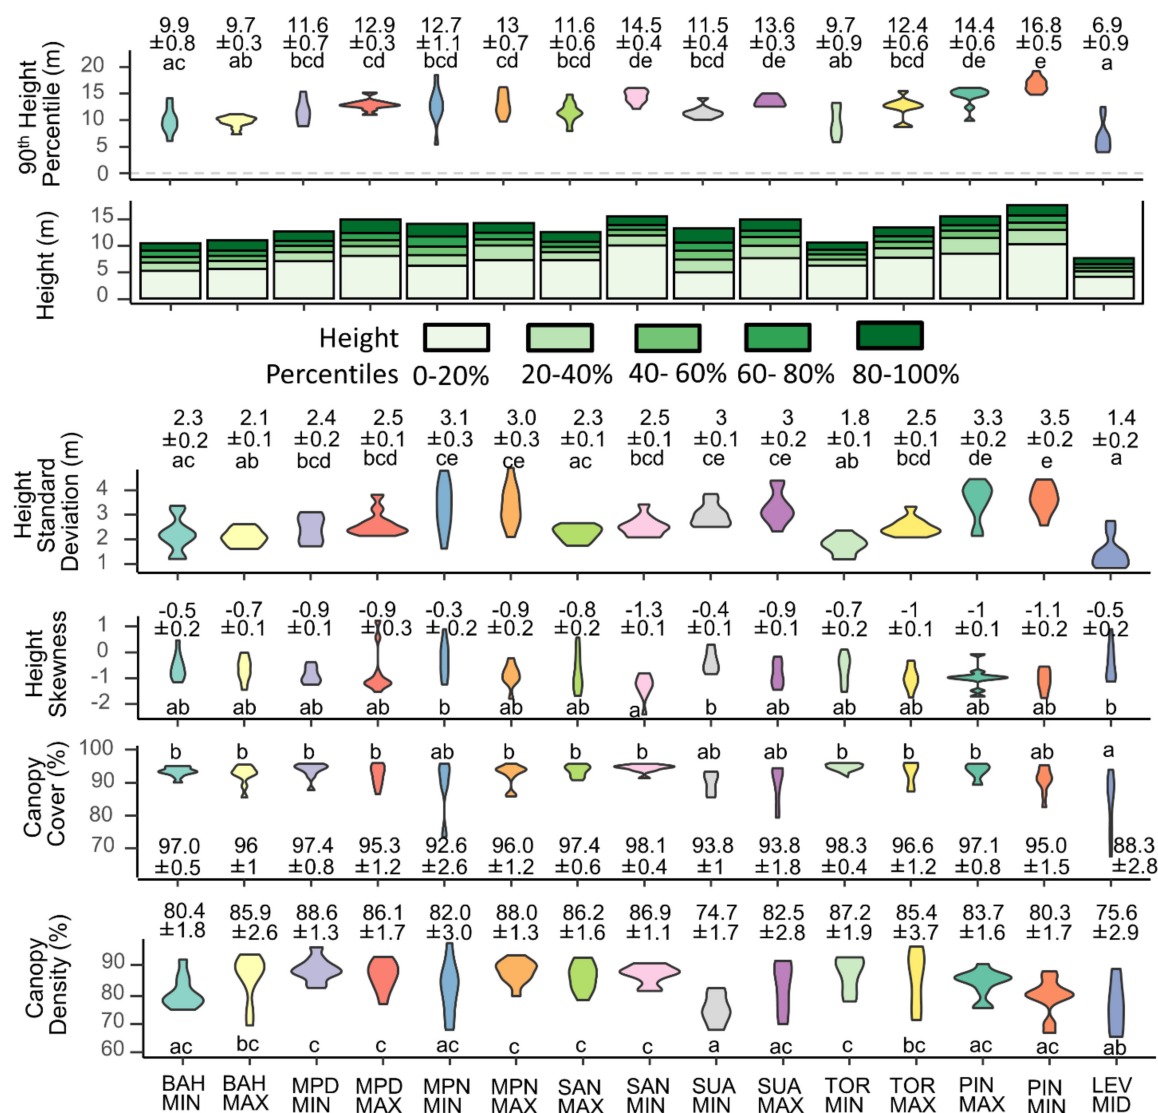 9.9 9.7 11.6 12.9 12.7 13 11.6 14.5 11.5 13.6 9.7 12.4 14.4 16.8 6.9
±0.8 ±0.3 ±0.7 ±0.3 ±1.1 ±0.7 ±0.6 ±0.4 ±0.4 ±0.3 ±0.9 ±0.6 ±0.6 ±0.5 ±0.9
ac ab bcd cd bcd cd bcd de bcd de ab bcd de e a
90th Height
Percentile (m)
20
15
10
5
0
Height (m)
15
10
5
0
Height
Percentiles 0-20% 20-40% 40- 60% 60- 80% 80-100%
2.3 2.1 2.4 2.5 3.1 3.0 2.3 2.5 3 3 1.8 2.5 3.3 3.5 1.4
±0.2 ±0.1 ±0.2 ±0.1 ±0.3 ±0.3 ±0.1 ±0.1 ±0.1 ±0.2 ±0.1 ±0.1 ±0.2 ±0.2 ±0.2
ac ab bcd bcd ce ce ac bcd ce ce ab bcd de e a
Height
Standard
Deviation (m)
4
3
2
1
-0.5 -0.7 -0.9 -0.9 -0.3 -0.9 -0.8 -1.3 -0.4 -0.9 -0.7 -1 -1 -1.1 -0.5
±0.2 ±0.1 ±0.1 ±0.3 ±0.2 ±0.2 ±0.2 ±0.1 ±0.1 ±0.1 ±0.2 ±0.1 ±0.1 ±0.2 ±0.2
Height
Skewness
1
0
-1
-2
ab ab ab ab b ab ab a b ab ab ab ab ab b
Canopy
Cover (%)
100
90
80
70
b b b b ab b b b ab ab b b b ab a
97.0 96 97.4 95.3 92.6 96.0 97.4 98.1 93.8 93.8 98.3 96.6 97.1 95.0 88.3
±0.5 ±1 ±0.8 ±1.2 ±2.6 ±1.2 ±0.6 ±0.4 ±1 ±1.8 ±0.4 ±1.2 ±0.8 ±1.5 ±2.8
80.4 85.9 88.6 86.1 82.0 88.0 86.2 86.9 74.7 82.5 87.2 85.4 83.7 80.3 75.6
±1.8 ±2.6 ±1.3 ±1.7 ±3.0 ±1.3 ±1.6 ±1.1 ±1.7 ±2.8 ±1.9 ±3.7 ±1.6 ±1.7 ±2.9
Canopy
Density (%)
90
80
70
60
ac bc c c ac c c c a ac c bc ac ac ab
BAH BAH MPD MPD MPN MPN SAN SAN SUA SUA TOR TOR PIN PIN LEV
MIN MAX MIN MAX MIN MAX MAX MIN MIN MAX MIN MAX MAX MIN MID